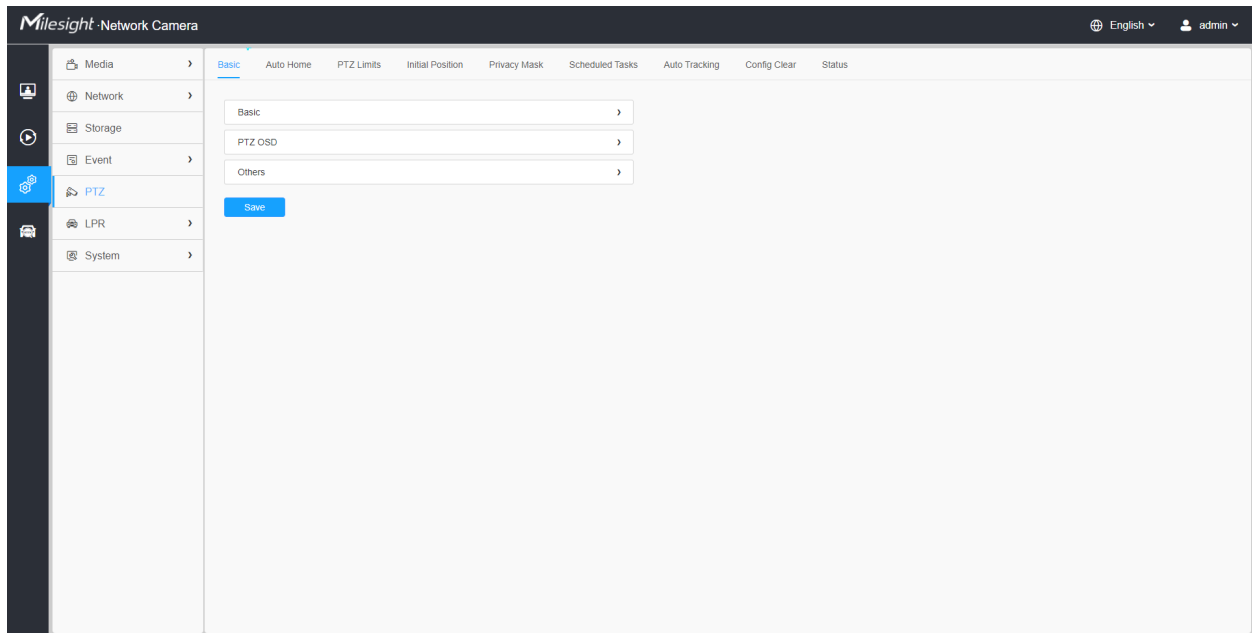 Milesight ·Network Camera
English
admin
Media
Network
Storage
Event
PTZ
LPR
System
Basic Auto Home PTZ Limits Initial Position Privacy Mask Scheduled Tasks Auto Tracking Config Clear Status
Basic
PTZ OSD
Others
Save